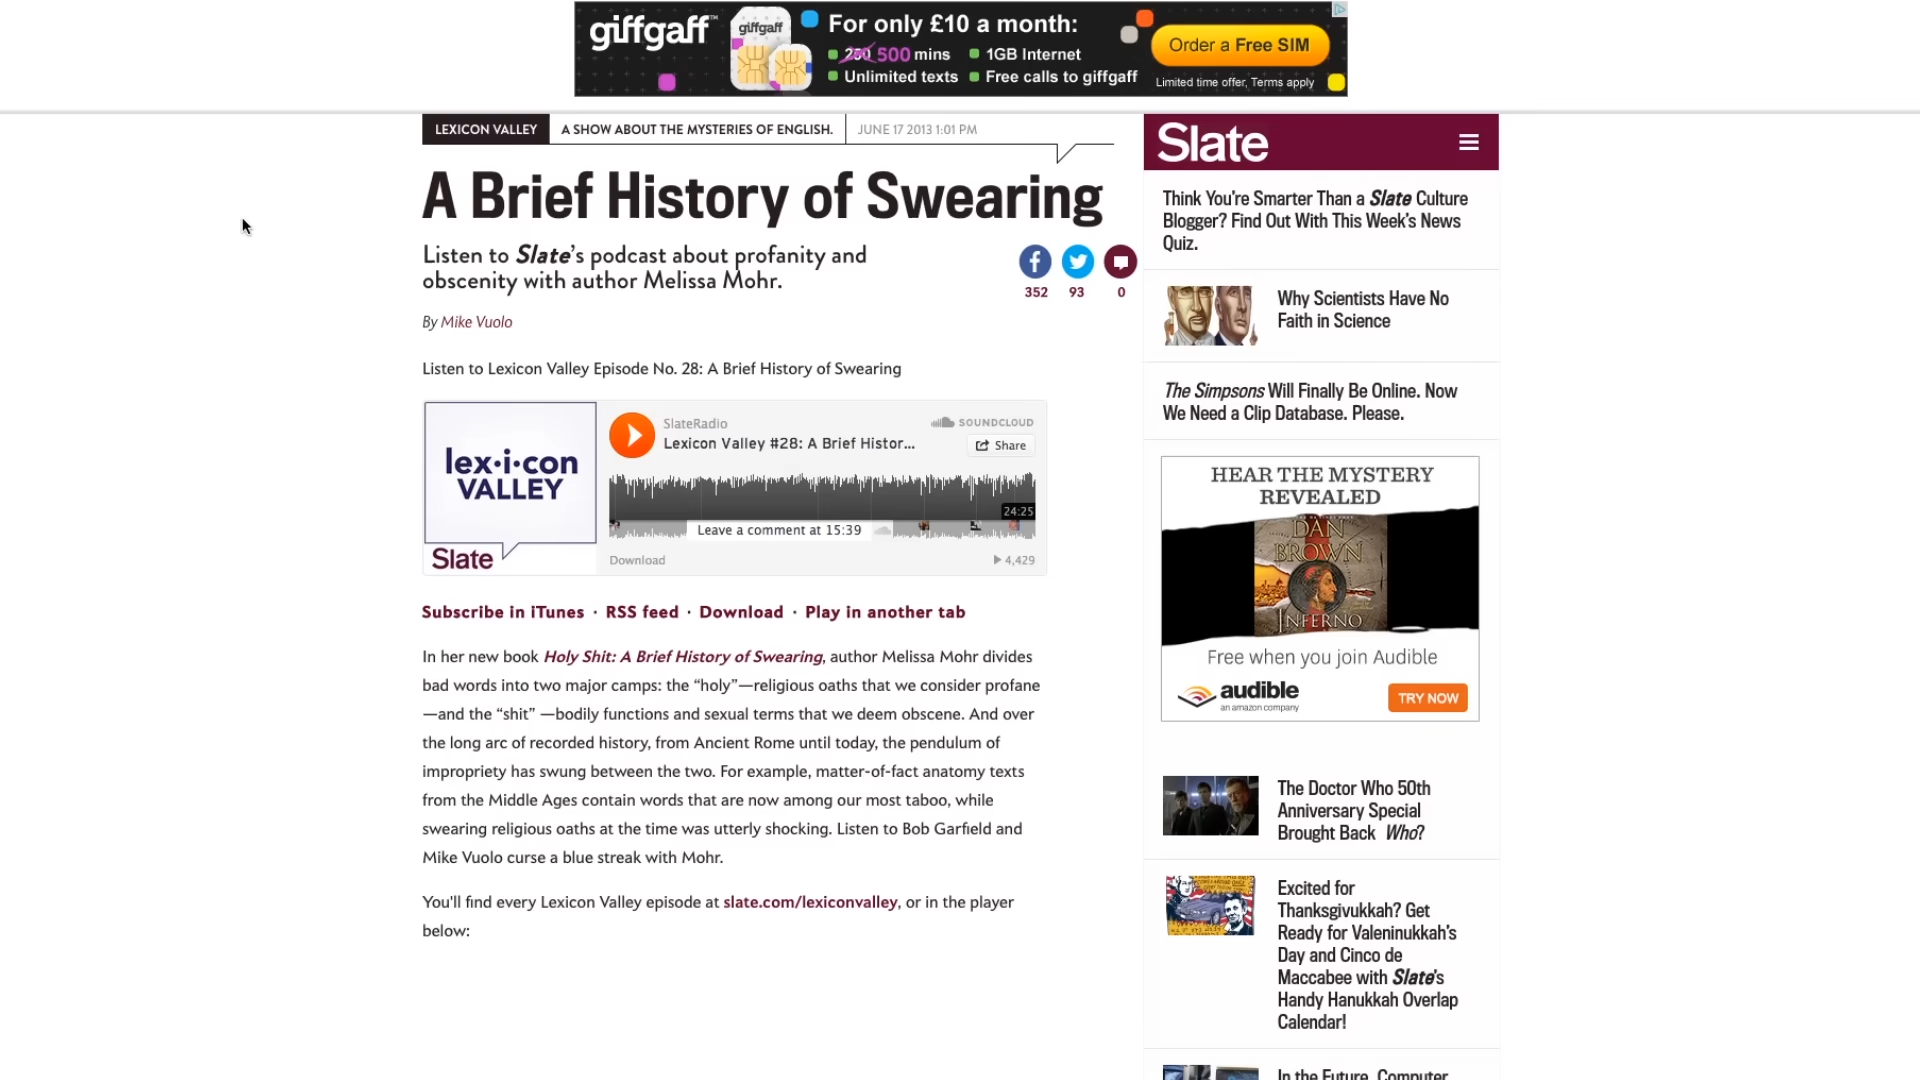 giffgaff™
giffgaff
For only £10 a month:
250 500 mins
1GB Internet
Unlimited texts
Free calls to giffgaff
Order a Free SIM
Limited time offer, Terms apply
LEXICON VALLEY
A SHOW ABOUT THE MYSTERIES OF ENGLISH.
JUNE 17 2013 1:01 PM
A Brief History of Swearing
Listen to Slate's podcast about profanity and
obscenity with author Melissa Mohr.
352
93
0
By Mike Vuolo
Listen to Lexicon Valley Episode No. 28: A Brief History of Swearing
lex·i·con
VALLEY
Slate
SlateRadio
SOUNDCLOUD
Lexicon Valley #28: A Brief Histor...
Share
24:25
Leave a comment at 15:39
Download
4,429
Subscribe in iTunes · RSS feed · Download · Play in another tab
In her new book Holy Shit: A Brief History of Swearing, author Melissa Mohr divides
bad words into two major camps: the “holy”—religious oaths that we consider profane
—and the “shit” —bodily functions and sexual terms that we deem obscene. And over
the long arc of recorded history, from Ancient Rome until today, the pendulum of
impropriety has swung between the two. For example, matter-of-fact anatomy texts
from the Middle Ages contain words that are now among our most taboo, while
swearing religious oaths at the time was utterly shocking. Listen to Bob Garfield and
Mike Vuolo curse a blue streak with Mohr.
You'll find every Lexicon Valley episode at slate.com/lexiconvalley, or in the player
below:
Slate
Think You're Smarter Than a Slate Culture
Blogger? Find Out With This Week's News
Quiz.
Why Scientists Have No
Faith in Science
The Simpsons Will Finally Be Online. Now
We Need a Clip Database. Please.
HEAR THE MYSTERY
REVEALED
DAN
BROWN
INFERNO
Free when you join Audible
audible
an amazon company
TRY NOW
The Doctor Who 50th
Anniversary Special
Brought Back Who?
Excited for
Thanksgivukkah? Get
Ready for Valeninukkah's
Day and Cinco de
Maccabee with Slate's
Handy Hanukkah Overlap
Calendar!
In the Future, Computer